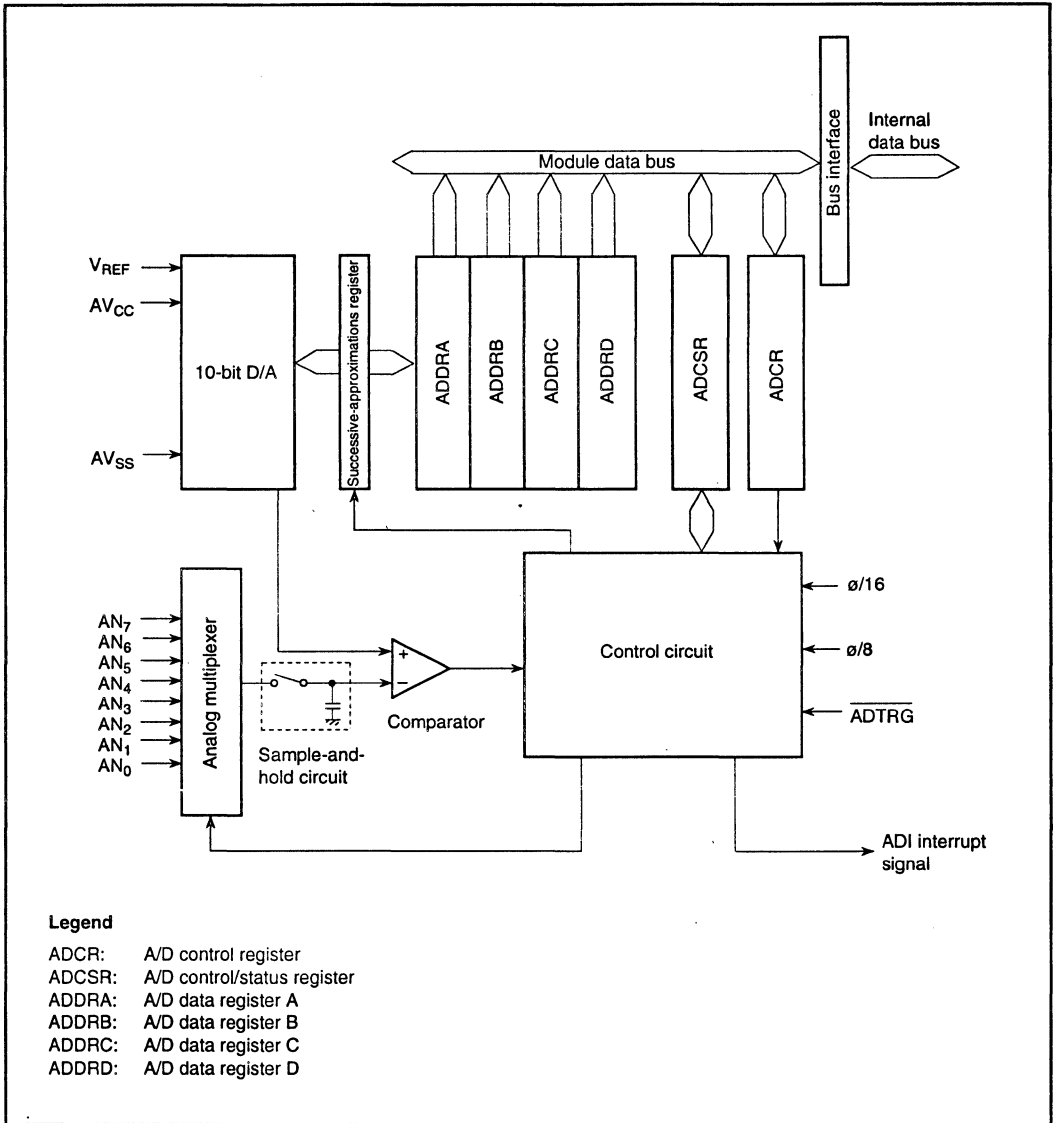 Internal
data bus
Bus interface
Module data bus
V_REF
AV_CC
AV_SS
10-bit D/A
Successive-approximations register
ADDRA
ADDRB
ADDRC
ADDRD
ADCSR
ADCR
ø/16
ø/8
ADTRG
Control circuit
AN₇
AN₆
AN₅
AN₄
AN₃
AN₂
AN₁
AN₀
Analog multiplexer
+
−
Comparator
Sample-and-
hold circuit
ADI interrupt
signal
Legend
ADCR: A/D control register
ADCSR: A/D control/status register
ADDRA: A/D data register A
ADDRB: A/D data register B
ADDRC: A/D data register C
ADDRD: A/D data register D